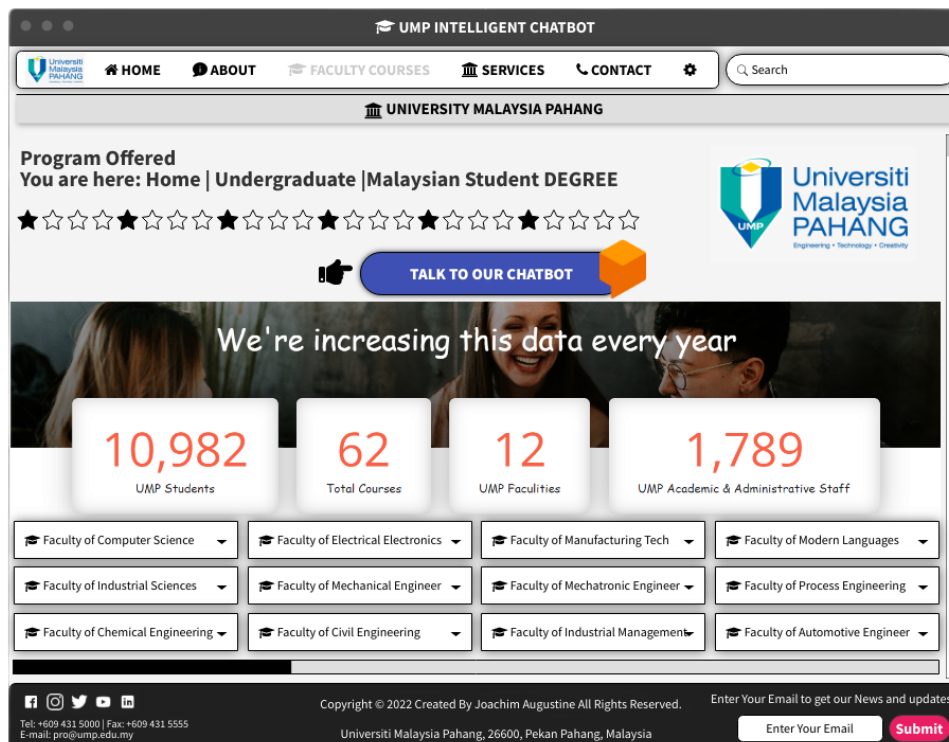 UMP INTELLIGENT CHATBOT
Universiti
Malaysia
PAHANG
HOME ABOUT FACULTY COURSES SERVICES CONTACT Search
UNIVERSITY MALAYSIA PAHANG
Program Offered
You are here: Home | Undergraduate |Malaysian Student DEGREE
UMP
Universiti
Malaysia
PAHANG
Engineering • Technology • Creativity
TALK TO OUR CHATBOT
We're increasing this data every year
10,982 62 12 1,789
UMP Students Total Courses UMP Faculities UMP Academic & Administrative Staff
Faculty of Computer Science Faculty of Electrical Electronics Faculty of Manufacturing Tech Faculty of Modern Languages
Faculty of Industrial Sciences Faculty of Mechanical Engineer Faculty of Mechatronic Engineer Faculty of Process Engineering
Faculty of Chemical Engineering Faculty of Civil Engineering Faculty of Industrial Management Faculty of Automotive Engineer
Tel: +609 431 5000 | Fax: +609 431 5555
E-mail: pro@ump.edu.my
Copyright © 2022 Created By Joachim Augustine All Rights Reserved.
Universiti Malaysia Pahang, 26600, Pekan Pahang, Malaysia
Enter Your Email to get our News and updates
Enter Your Email Submit